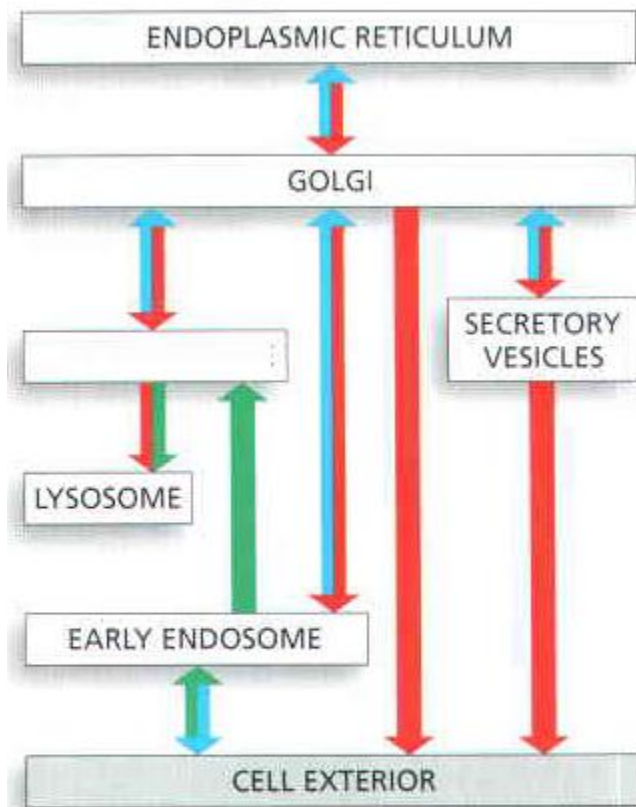 ENDOPLASMIC RETICULUM
GOLGI
SECRETORY
VESICLES
LYSOSOME
EARLY ENDOSOME
CELL EXTERIOR